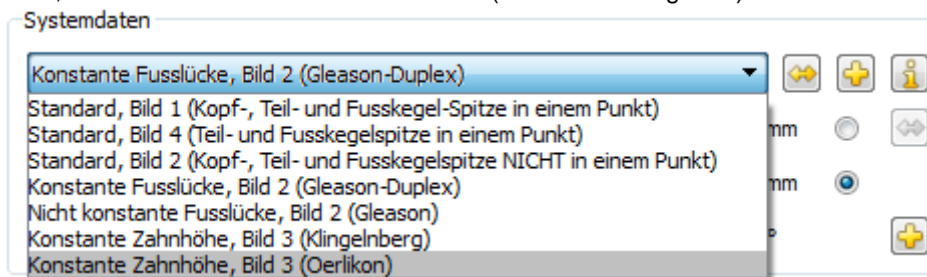 Systemdaten
Konstante Fusslücke, Bild 2 (Gleason-Duplex)
Standard, Bild 1 (Kopf-, Teil- und Fusskegel-Spitze in einem Punkt)
Standard, Bild 4 (Teil- und Fusskegelspitze in einem Punkt)
mm
Standard, Bild 2 (Kopf-, Teil- und Fusskegelspitze NICHT in einem Punkt)
Konstante Fusslücke, Bild 2 (Gleason-Duplex)
mm
Nicht konstante Fusslücke, Bild 2 (Gleason)
Konstante Zahnhöhe, Bild 3 (Klingelnberg)
°
Konstante Zahnhöhe, Bild 3 (Oerlikon)